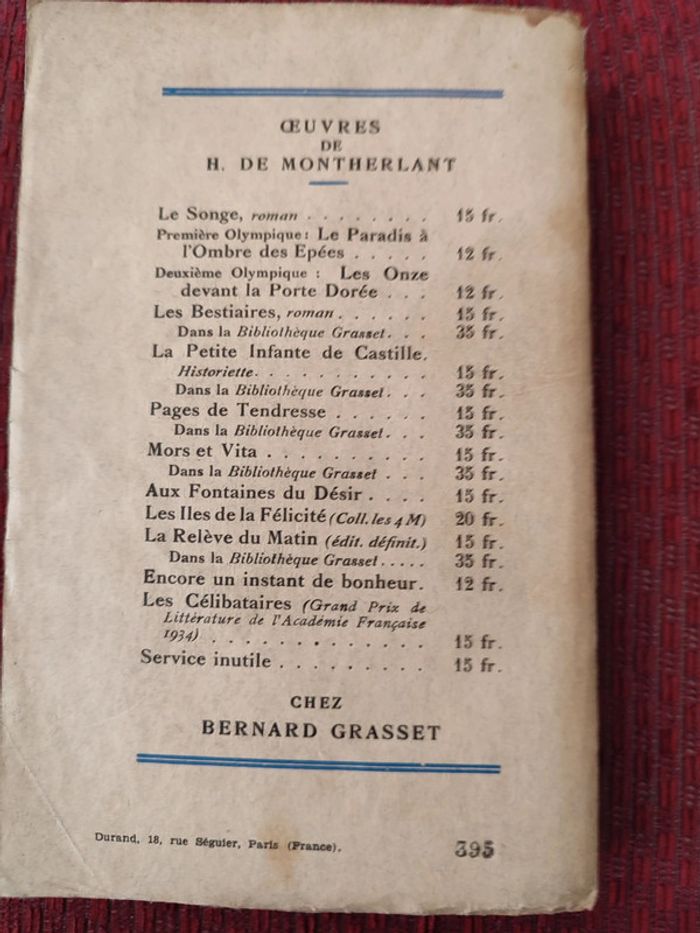 ŒUVRES
DE
H. DE MONTHERLANT
Le Songe, roman . . . . . . . . 15 fr.
Première Olympique : Le Paradis à
l'Ombre des Epées . . . . . 12 fr.
Deuxième Olympique : Les Onze
devant la Porte Dorée . . . 12 fr.
Les Bestiaires, roman . . . . . . 15 fr.
Dans la Bibliothèque Grasset . . . 35 fr.
La Petite Infante de Castille.
Historiette . . . . . . . . . . . 15 fr.
Dans la Bibliothèque Grasset . . . 35 fr.
Pages de Tendresse . . . . . . 15 fr.
Dans la Bibliothèque Grasset . . . 35 fr.
Mors et Vita . . . . . . . . . . 15 fr.
Dans la Bibliothèque Grasset . . . 35 fr.
Aux Fontaines du Désir . . . . 15 fr.
Les Iles de la Félicité (Coll. les 4 M) 20 fr.
La Relève du Matin (édit. définit.) 15 fr.
Dans la Bibliothèque Grasset . . . . . 35 fr.
Encore un instant de bonheur. 12 fr.
Les Célibataires (Grand Prix de
Littérature de l'Académie Française
1934) . . . . . . . . . . . . . 15 fr.
Service inutile . . . . . . . . . 15 fr.
CHEZ
BERNARD GRASSET
Durand, 18, rue Séguier, Paris (France).
395